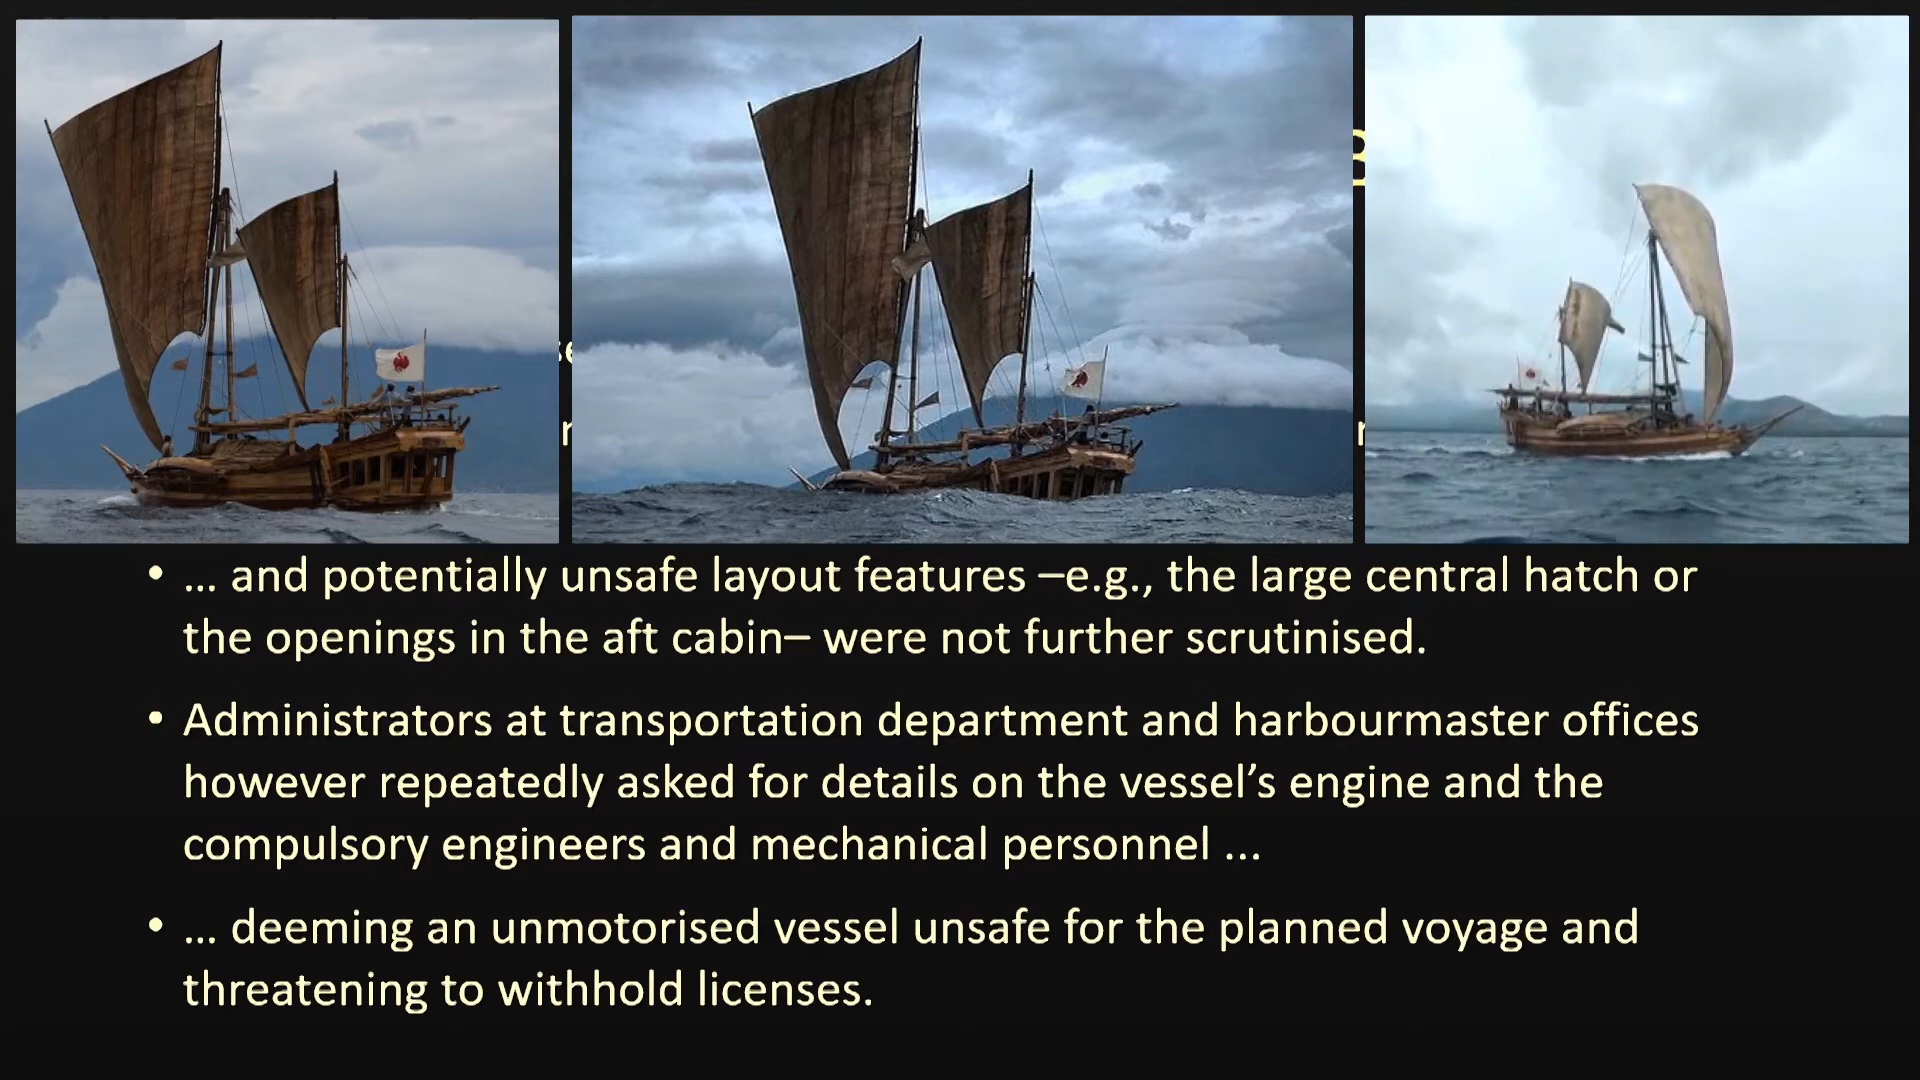 • … and potentially unsafe layout features –e.g., the large central hatch or
the openings in the aft cabin– were not further scrutinised.
• Administrators at transportation department and harbourmaster offices
however repeatedly asked for details on the vessel’s engine and the
compulsory engineers and mechanical personnel …
• … deeming an unmotorised vessel unsafe for the planned voyage and
threatening to withhold licenses.